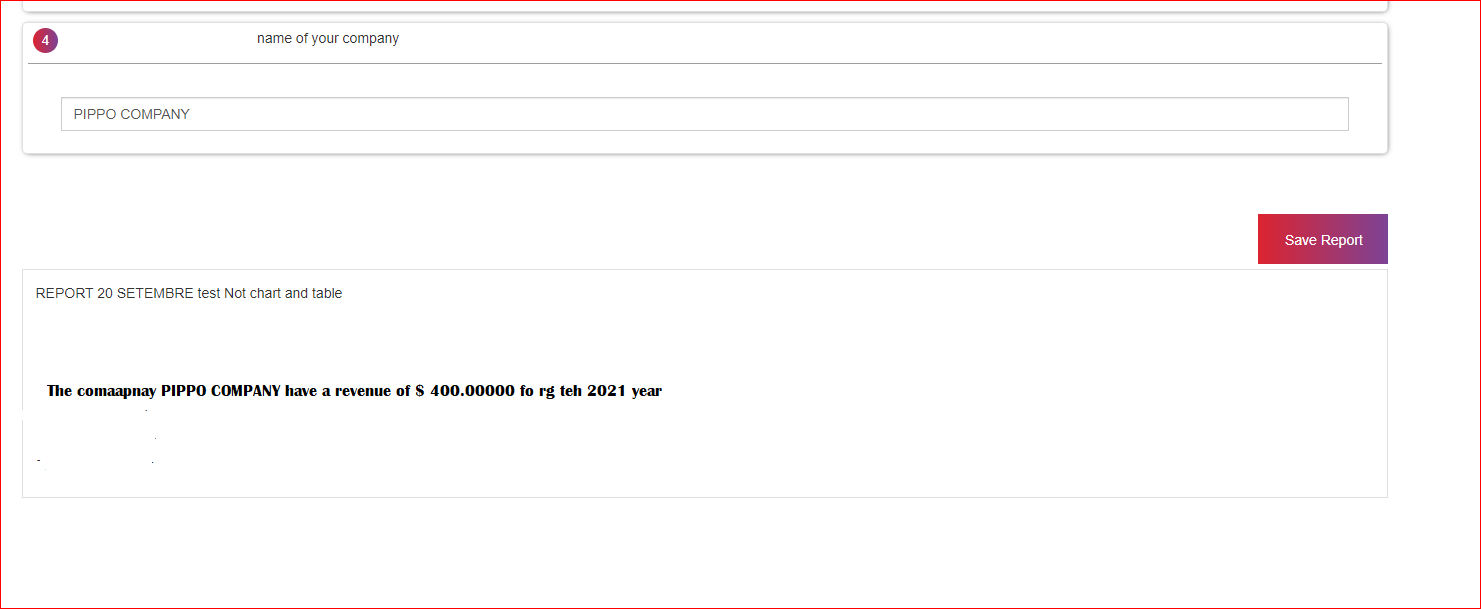 4
name of your company
PIPPO COMPANY
Save Report
REPORT 20 SETEMBRE test Not chart and table
The comaapnay PIPPO COMPANY have a revenue of $ 400.00000 fo rg teh 2021 year